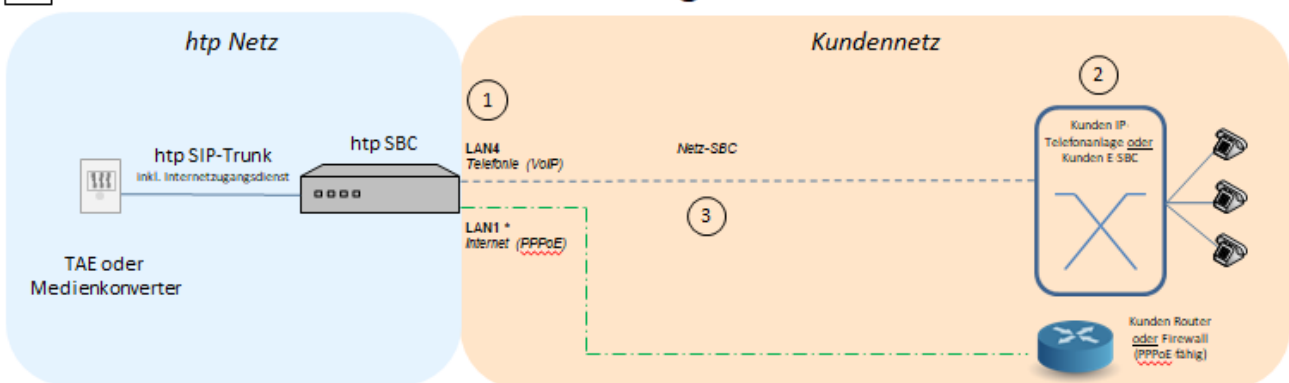 htp Netz
Kundennetz
1
2
3
htp SIP-Trunk
inkl. Internetzugangsdienst
htp SBC
TAE oder
Medienkonverter
LAN4
Telefonie (VoIP)
Netz-SBC
LAN1 *
Internet (PPPoE)
Kunden IP-
Telefonanlage oder
Kunden E SBC
Kunden Router
oder Firewall
(PPPoE fähig)